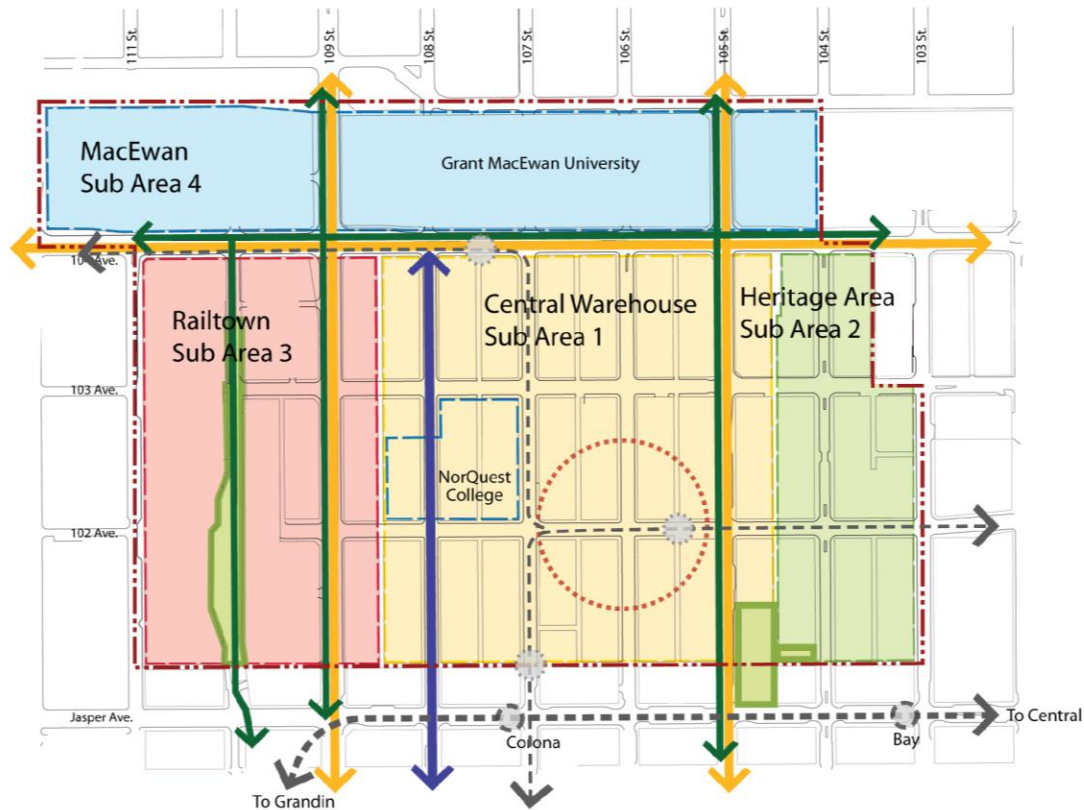 111 St.
109 St.
108 St.
107 St.
106 St.
105 St.
104 St.
103 St.
MacEwan
Sub Area 4
Grant MacEwan University
104 Ave.
Railtown
Sub Area 3
Central Warehouse
Sub Area 1
Heritage Area
Sub Area 2
103 Ave.
NorQuest
College
102 Ave.
Jasper Ave.
Corona
Bay
To Central
To Grandin